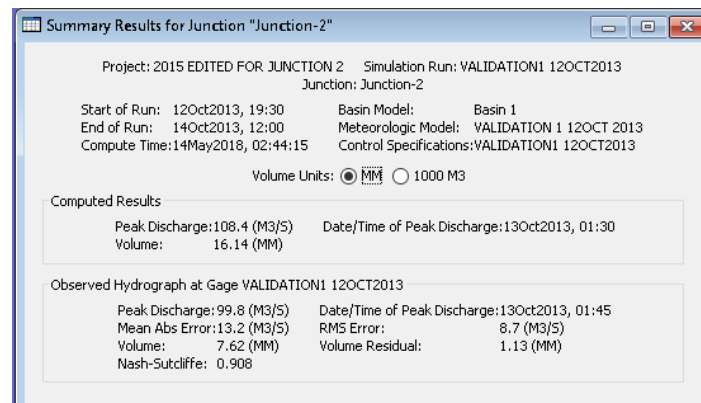 Summary Results for Junction "Junction-2"
Project: 2015 EDITED FOR JUNCTION 2 Simulation Run: VALIDATION1 12OCT2013
Junction: Junction-2
Start of Run: 12Oct2013, 19:30 Basin Model: Basin 1
End of Run: 14Oct2013, 12:00 Meteorologic Model: VALIDATION 1 12OCT 2013
Compute Time:14May2018, 02:44:15 Control Specifications:VALIDATION1 12OCT2013
Volume Units: MM 1000 M3
Computed Results
Peak Discharge:108.4 (M3/S) Date/Time of Peak Discharge:13Oct2013, 01:30
Volume: 16.14 (MM)
Observed Hydrograph at Gage VALIDATION1 12OCT2013
Peak Discharge:99.8 (M3/S) Date/Time of Peak Discharge:13Oct2013, 01:45
Mean Abs Error:13.2 (M3/S) RMS Error: 8.7 (M3/S)
Volume: 7.62 (MM) Volume Residual: 1.13 (MM)
Nash-Sutcliffe: 0.908